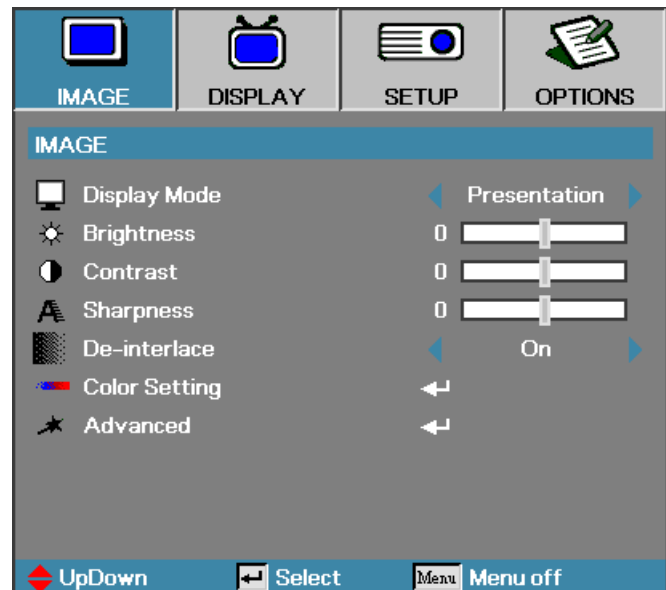 IMAGE DISPLAY SETUP OPTIONS
IMAGE
Display Mode Presentation
Brightness 0
Contrast 0
Sharpness 0
De-interlace On
Color Setting
Advanced
UpDown Select Menu Menu off